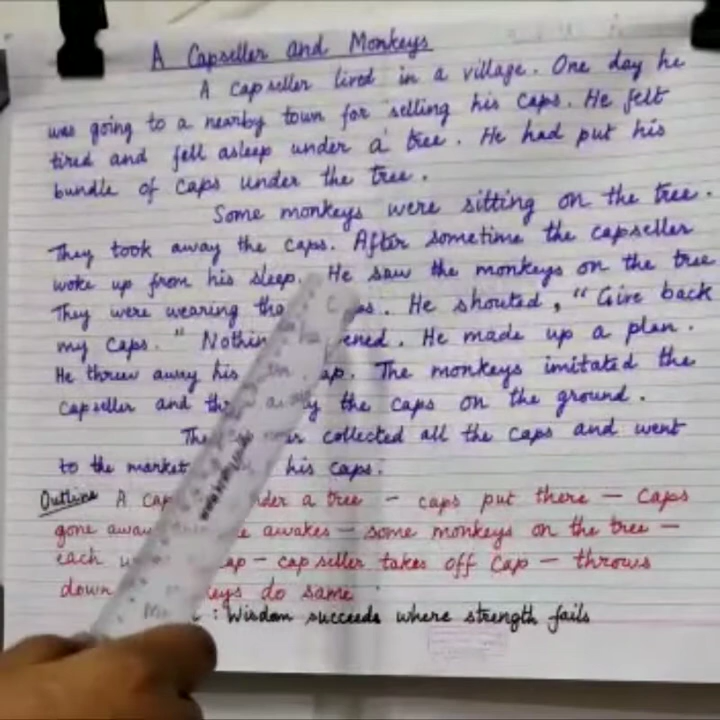 A Capseller and Monkeys
A Capseller lived in a village. One day he
was going to a nearby town for selling his caps. He felt
tired and fell asleep under a tree. He had put his
bundle of caps under the tree.
Some monkeys were sitting on the tree.
They took away the caps. After sometime the capseller
woke up from his sleep. He saw the monkeys on the tree
They were wearing . He shouted, "Give back
my caps." . He made up a plan.
He threw away his . The monkeys imitated the
capseller and the caps on the ground.
collected all the caps and went
to the market his caps.
Outline A a tree - caps put there - Caps
gone away awakes - some monkeys on the tree -
each - capseller takes off Cap - throws
down do same
: Wisdom succeeds where strength fails